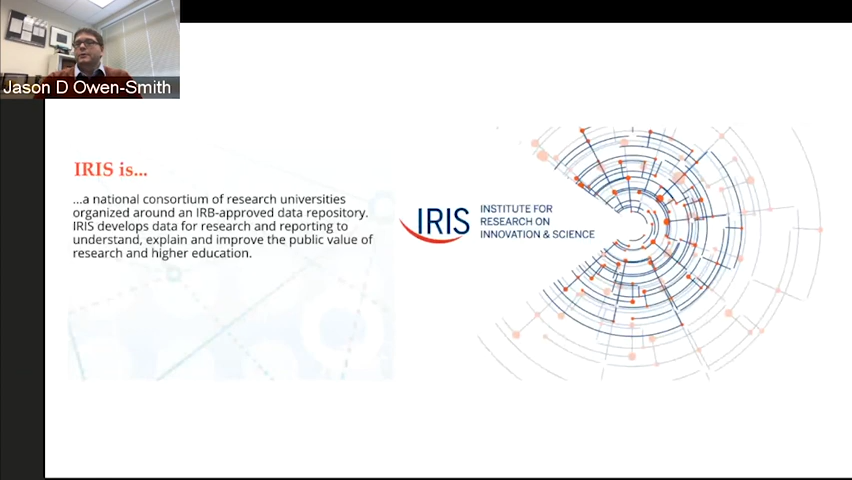 Jason D Owen-Smith
IRIS is...
...a national consortium of research universities
organized around an IRB-approved data repository.
IRIS develops data for research and reporting to
understand, explain and improve the public value of
research and higher education.
IRIS
INSTITUTE FOR
RESEARCH ON
INNOVATION & SCIENCE